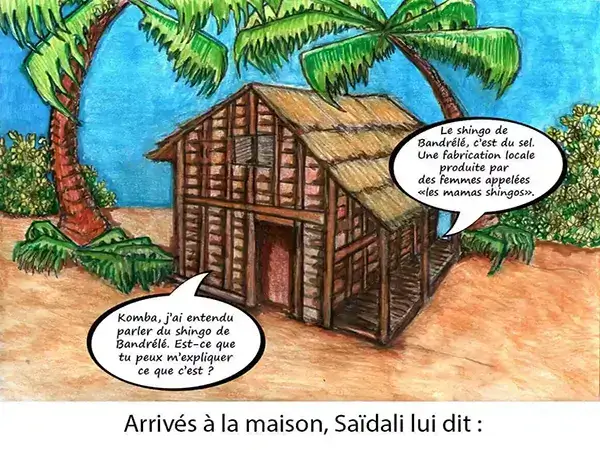 Komba, j'ai entendu
parler du shingo de
Bandrélé. Est-ce que
tu peux m'expliquer
ce que c'est ?
Le shingo de
Bandrélé, c'est du sel.
Une fabrication locale
produite par
des femmes appelées
«les mamas shingos».
Arrivés à la maison, Saïdali lui dit :